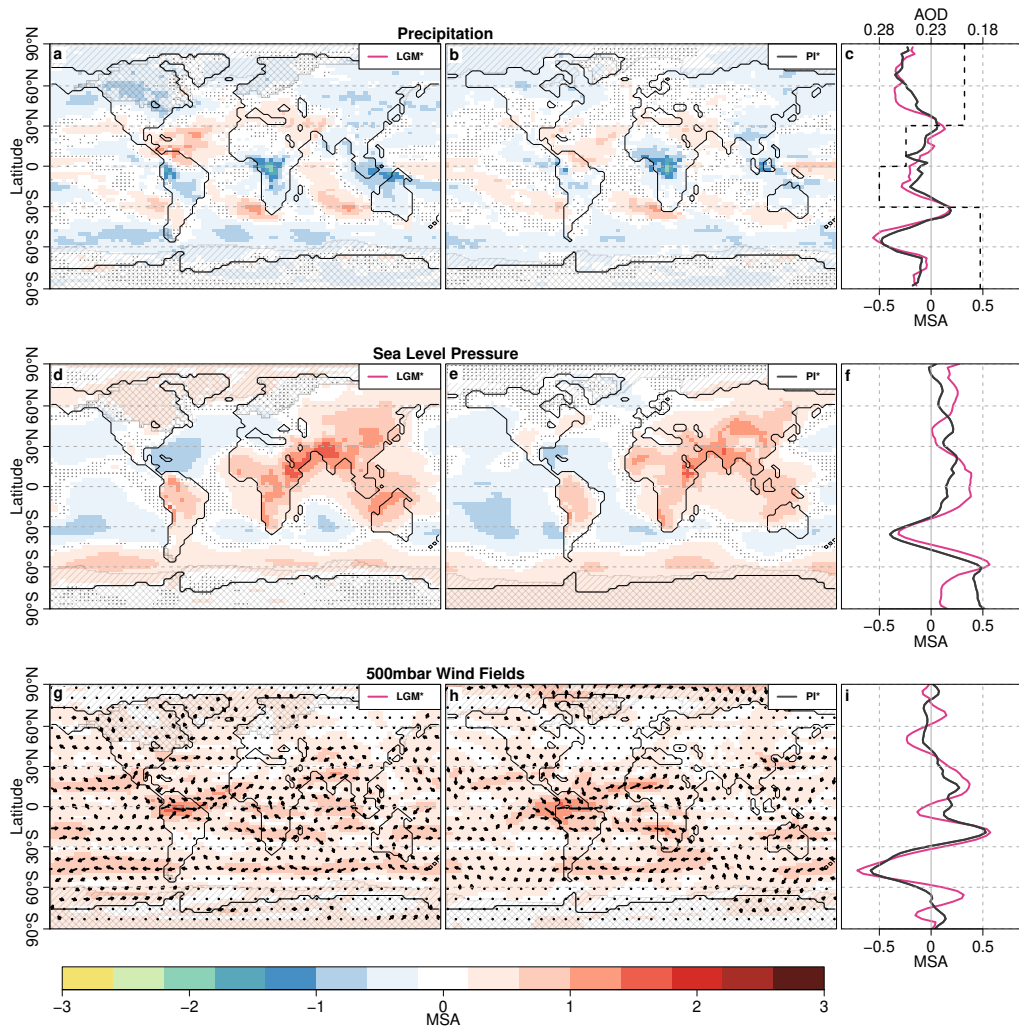 Precipitation
AOD
0.28 0.23 0.18
a LGM* b PI* c
90°N
60°N
30°N
0
30°S
60°S
90°S
Latitude
−0.5 0 0.5
MSA
Sea Level Pressure
d LGM* e PI* f
90°N
60°N
30°N
0
30°S
60°S
90°S
Latitude
−0.5 0 0.5
MSA
500mbar Wind Fields
g LGM* h PI* i
90°N
60°N
30°N
0
30°S
60°S
90°S
Latitude
−0.5 0 0.5
MSA
−3 −2 −1 0 1 2 3
MSA